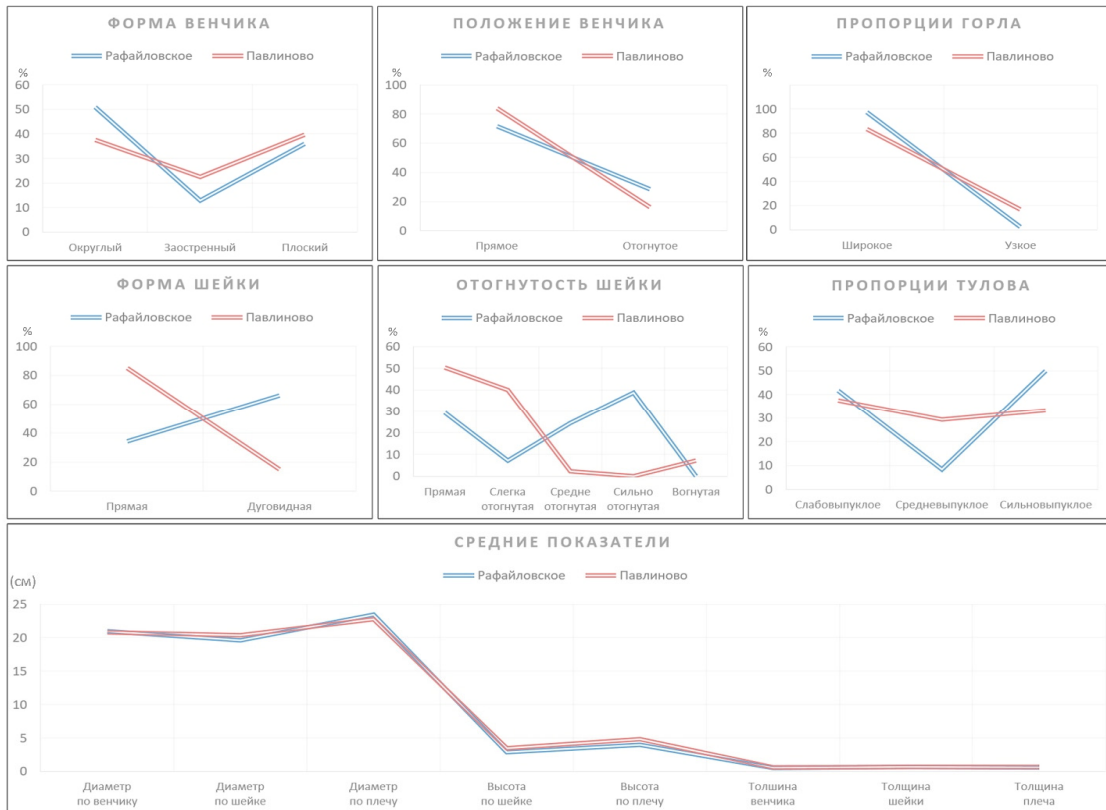 ФОРМА ВЕНЧИКА
Рафайловское Павлиново
%
60
50
40
30
20
10
0
Округлый Заостренный Плоский
ПОЛОЖЕНИЕ ВЕНЧИКА
Рафайловское Павлиново
%
100
80
60
40
20
0
Прямое Отогнутое
ПРОПОРЦИИ ГОРЛА
Рафайловское Павлиново
%
100
80
60
40
20
0
Широкое Узкое
ФОРМА ШЕЙКИ
Рафайловское Павлиново
%
100
80
60
40
20
0
Прямая Дуговидная
ОТОГНУТОСТЬ ШЕЙКИ
Рафайловское Павлиново
%
60
50
40
30
20
10
0
Прямая Слегка Средне Сильно Вогнутая
отогнутая отогнутая отогнутая
ПРОПОРЦИИ ТУЛОВА
Рафайловское Павлиново
%
60
50
40
30
20
10
0
Слабовыпуклое Средневыпуклое Сильновыпуклое
СРЕДНИЕ ПОКАЗАТЕЛИ
Рафайловское Павлиново
(см)
25
20
15
10
5
0
Диаметр Диаметр Диаметр Высота Высота Толшина Толщина Толщина
по венчику по шейке по плечу по шейке по плечу венчика шейки плеча